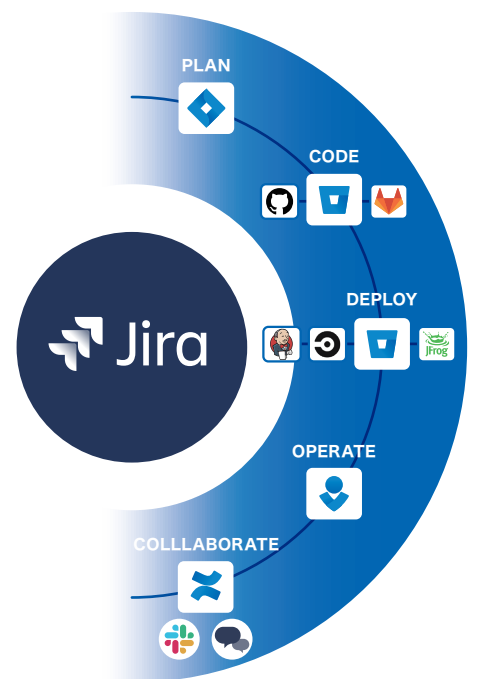 PLAN
CODE
DEPLOY
JFrog
Jira
OPERATE
COLLLABORATE